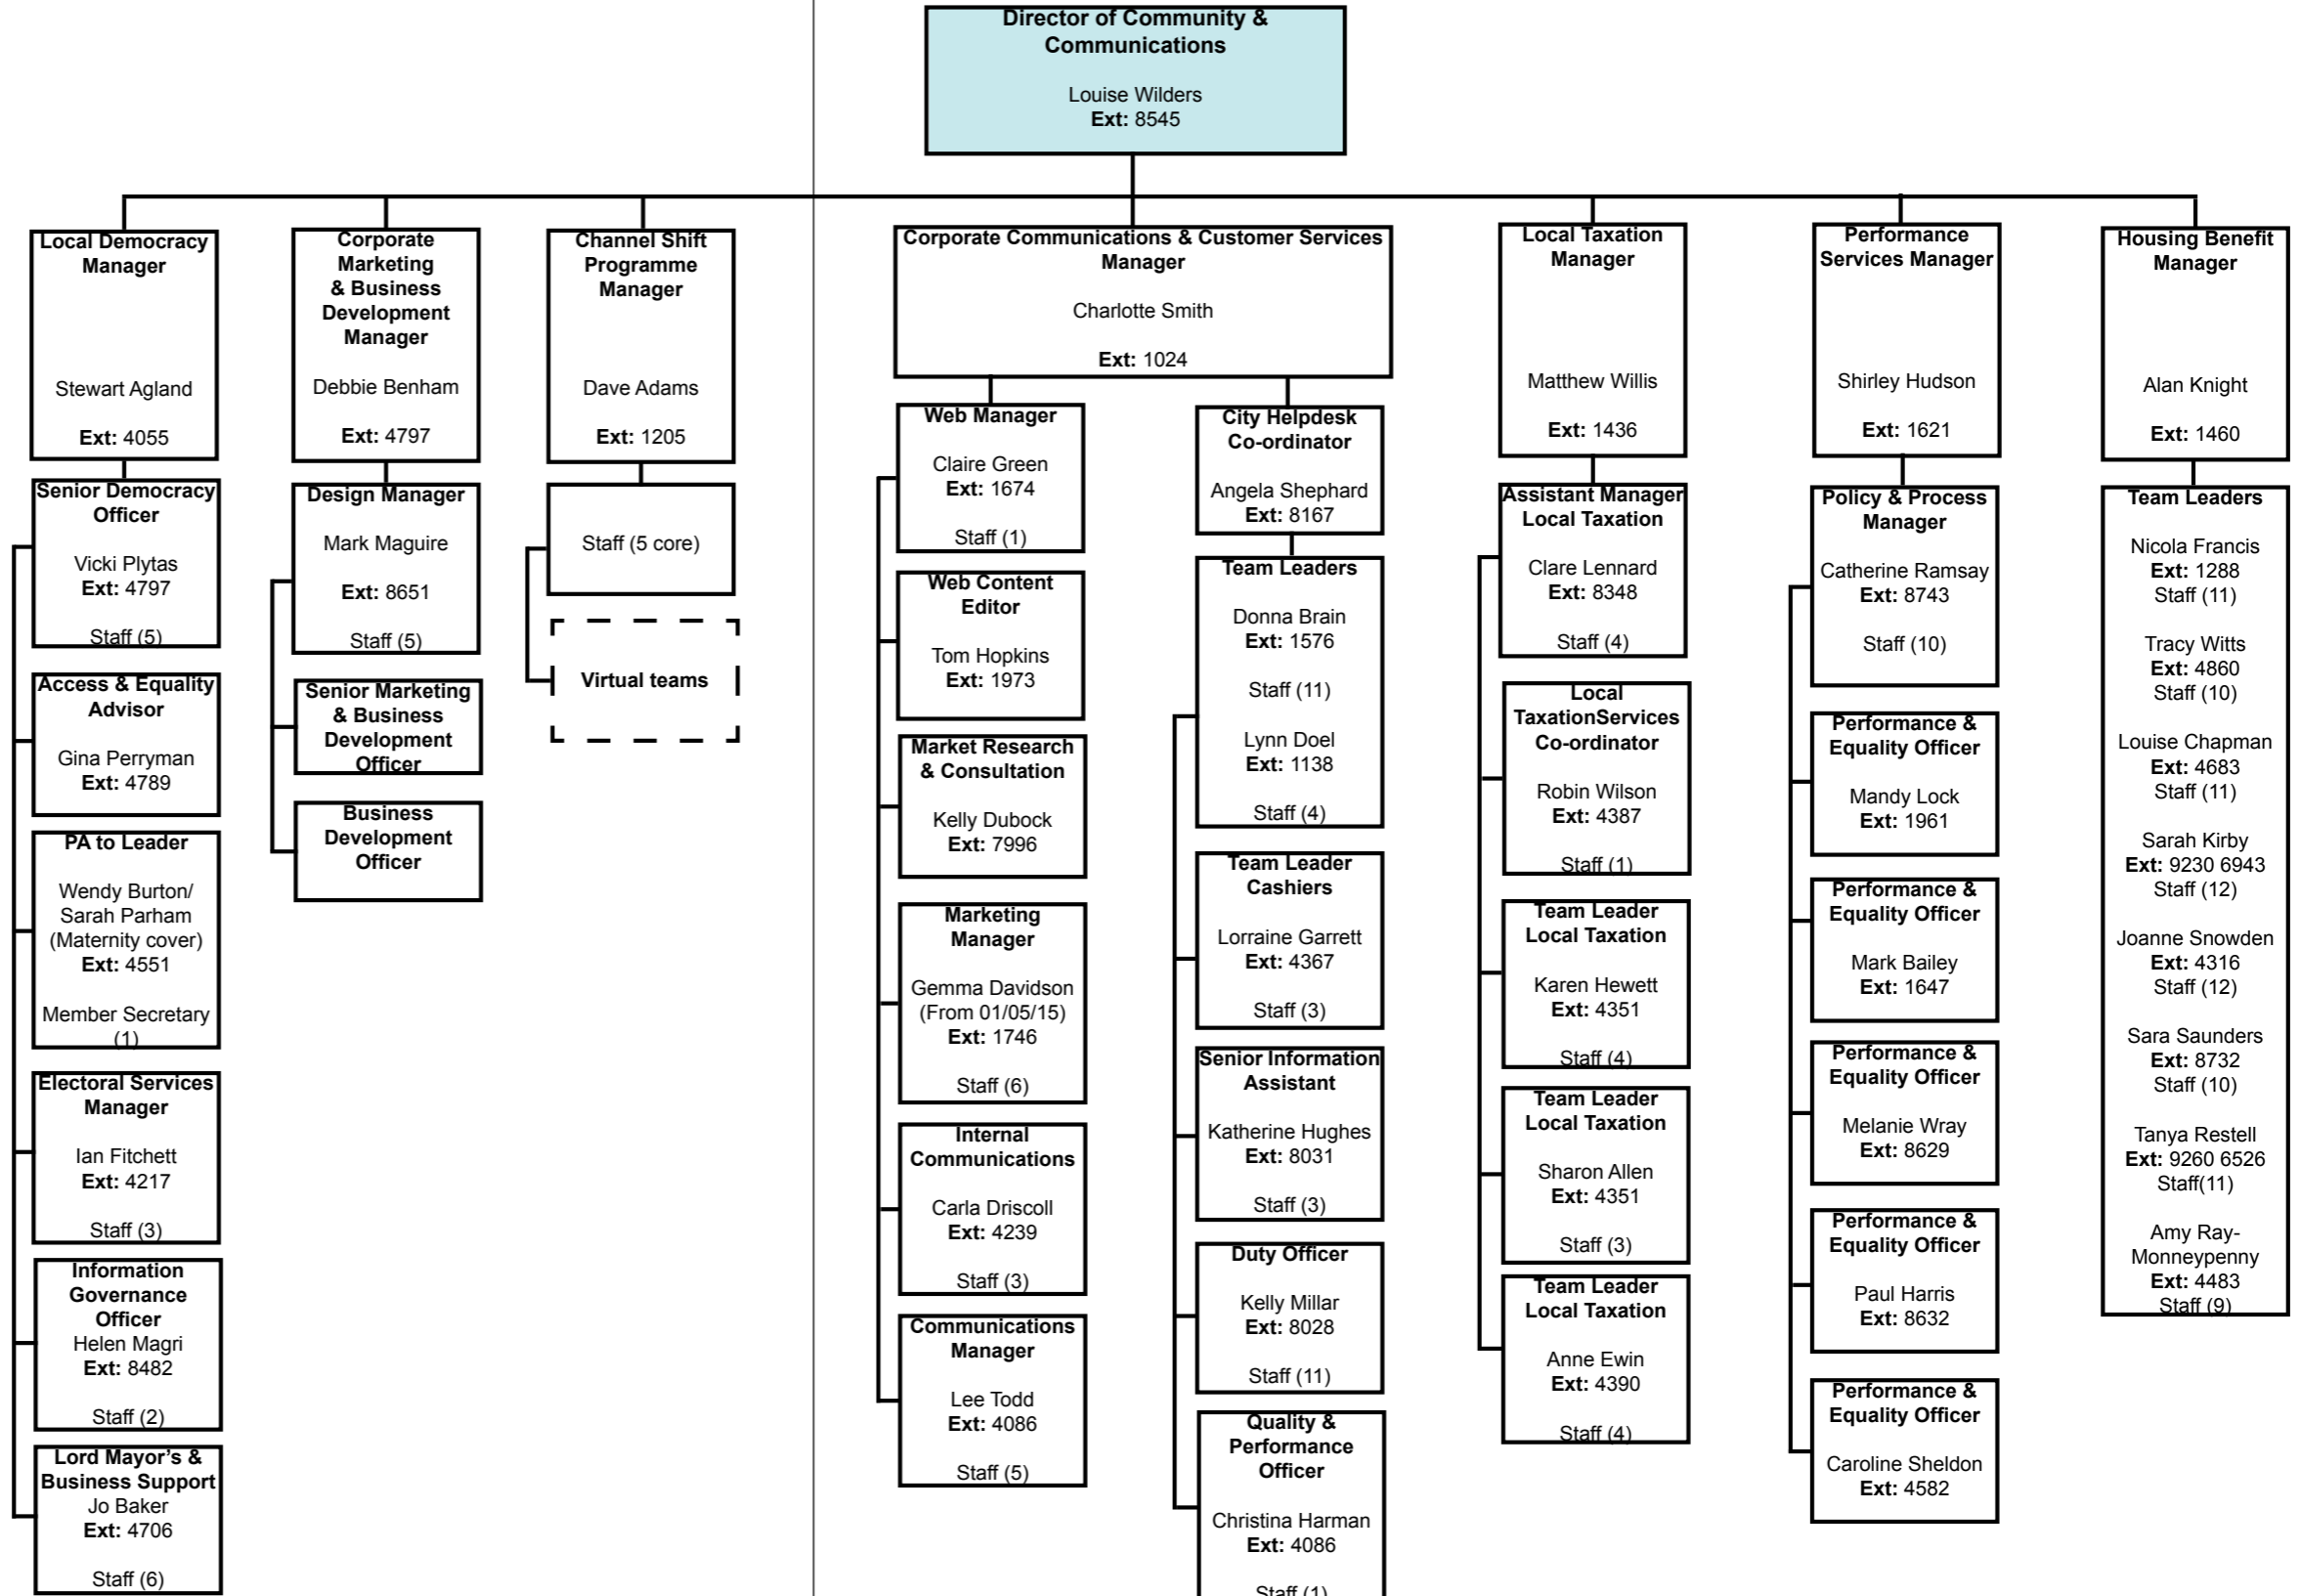 Director of Community &
Communications
Louise Wilders
Ext: 8545
Local Democracy
Manager
Stewart Agland
Ext: 4055
Senior Democracy
Officer
Vicki Plytas
Ext: 4797
Staff (5)
Access & Equality
Advisor
Gina Perryman
Ext: 4789
PA to Leader
Wendy Burton/
Sarah Parham
(Maternity cover)
Ext: 4551
Member Secretary
(1)
Electoral Services
Manager
Ian Fitchett
Ext: 4217
Staff (3)
Information
Governance
Officer
Helen Magri
Ext: 8482
Staff (2)
Lord Mayor’s &
Business Support
Jo Baker
Ext: 4706
Staff (6)
Corporate
Marketing
& Business
Development
Manager
Debbie Benham
Ext: 4797
Design Manager
Mark Maguire
Ext: 8651
Staff (5)
Senior Marketing
& Business
Development
Officer
Business
Development
Officer
Channel Shift
Programme
Manager
Dave Adams
Ext: 1205
Staff (5 core)
Virtual teams
Corporate Communications & Customer Services
Manager
Charlotte Smith
Ext: 1024
Web Manager
Claire Green
Ext: 1674
Staff (1)
Web Content
Editor
Tom Hopkins
Ext: 1973
Market Research
& Consultation
Kelly Dubock
Ext: 7996
Marketing
Manager
Gemma Davidson
(From 01/05/15)
Ext: 1746
Staff (6)
Internal
Communications
Carla Driscoll
Ext: 4239
Staff (3)
Communications
Manager
Lee Todd
Ext: 4086
Staff (5)
City Helpdesk
Co-ordinator
Angela Shephard
Ext: 8167
Team Leaders
Donna Brain
Ext: 1576
Staff (11)
Lynn Doel
Ext: 1138
Staff (4)
Team Leader
Cashiers
Lorraine Garrett
Ext: 4367
Staff (3)
Senior Information
Assistant
Katherine Hughes
Ext: 8031
Staff (3)
Duty Officer
Kelly Millar
Ext: 8028
Staff (11)
Quality &
Performance
Officer
Christina Harman
Ext: 4086
Staff (1)
Local Taxation
Manager
Matthew Willis
Ext: 1436
Assistant Manager
Local Taxation
Clare Lennard
Ext: 8348
Staff (4)
Local
TaxationServices
Co-ordinator
Robin Wilson
Ext: 4387
Staff (1)
Team Leader
Local Taxation
Karen Hewett
Ext: 4351
Staff (4)
Team Leader
Local Taxation
Sharon Allen
Ext: 4351
Staff (3)
Team Leader
Local Taxation
Anne Ewin
Ext: 4390
Staff (4)
Performance
Services Manager
Shirley Hudson
Ext: 1621
Policy & Process
Manager
Catherine Ramsay
Ext: 8743
Staff (10)
Performance &
Equality Officer
Mandy Lock
Ext: 1961
Performance &
Equality Officer
Mark Bailey
Ext: 1647
Performance &
Equality Officer
Melanie Wray
Ext: 8629
Performance &
Equality Officer
Paul Harris
Ext: 8632
Performance &
Equality Officer
Caroline Sheldon
Ext: 4582
Housing Benefit
Manager
Alan Knight
Ext: 1460
Team Leaders
Nicola Francis
Ext: 1288
Staff (11)
Tracy Witts
Ext: 4860
Staff (10)
Louise Chapman
Ext: 4683
Staff (11)
Sarah Kirby
Ext: 9230 6943
Staff (12)
Joanne Snowden
Ext: 4316
Staff (12)
Sara Saunders
Ext: 8732
Staff (10)
Tanya Restell
Ext: 9260 6526
Staff(11)
Amy Ray-
Monneypenny
Ext: 4483
Staff (9)